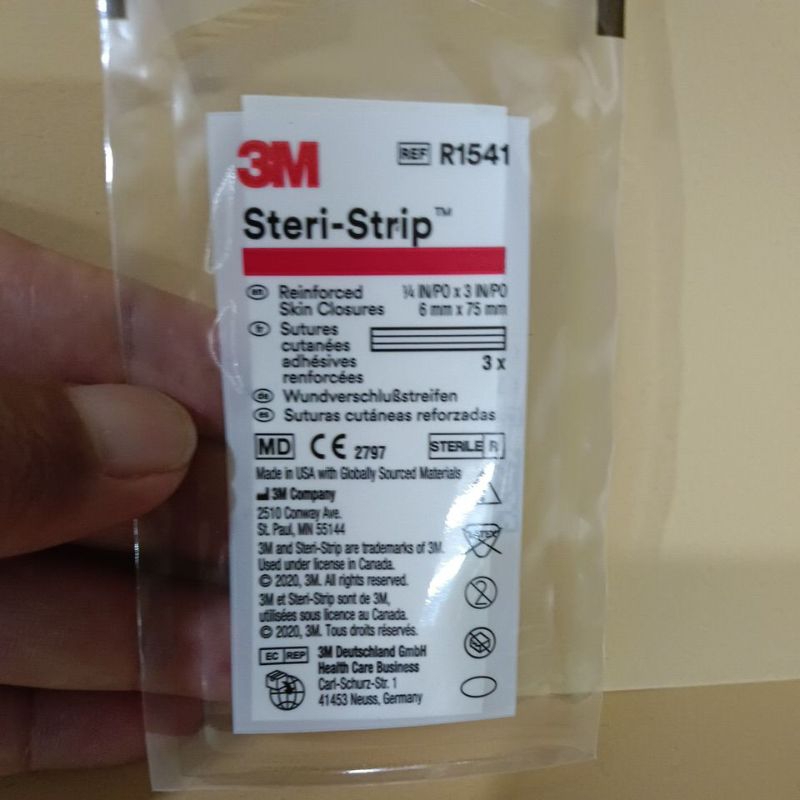 3M
REF R1541
Steri-Strip™
en Reinforced Skin Closures
¼ IN/PO x 3 IN/PO
6 mm x 75 mm
fr Sutures cutanées adhésives renforcées
3 x
de Wundverschlußstreifen
es Suturas cutáneas reforzadas
MD CE 2797 STERILE R
Made in USA with Globally Sourced Materials
3M Company
2510 Conway Ave.
St. Paul, MN 55144
3M and Steri-Strip are trademarks of 3M.
Used under license in Canada.
© 2020, 3M. All rights reserved.
3M et Steri-Strip sont de 3M,
utilisées sous licence au Canada.
© 2020, 3M. Tous droits réservés.
2
EC REP 3M Deutschland GmbH
Health Care Business
Carl-Schurz-Str. 1
41453 Neuss, Germany